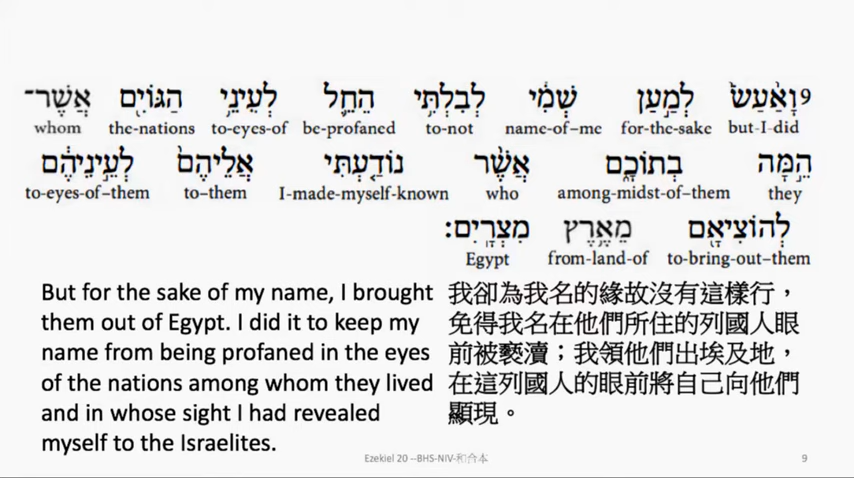 9 וָאַ֙עַשׂ֙ לְמַ֣עַן שְׁמִ֔י לְבִלְתִּ֥י הֵחֵ֛ל לְעֵינֵ֥י הַגּוֹיִ֖ם אֲשֶׁר־
whom the-nations to-eyes-of be-profaned to-not name-of-me for-the-sake but-I-did
הֵ֣מָּה בְתוֹכָ֑ם אֲשֶׁ֨ר נוֹדַ֤עְתִּי אֲלֵיהֶם֙ לְעֵ֣ינֵיהֶ֔ם
to-eyes-of-them to-them I-made-myself-known who among-midst-of-them they
לְהוֹצִיאָ֖ם מֵאֶ֥רֶץ מִצְרָֽיִם׃
Egypt from-land-of to-bring-out-them
But for the sake of my name, I brought
them out of Egypt. I did it to keep my
name from being profaned in the eyes
of the nations among whom they lived
and in whose sight I had revealed
myself to the Israelites.
我卻為我名的緣故沒有這樣行，
免得我名在他們所住的列國人眼
前被褻瀆；我領他們出埃及地，
在這列國人的眼前將自己向他們
顯現。
Ezekiel 20 --BHS-NIV-和合本
9